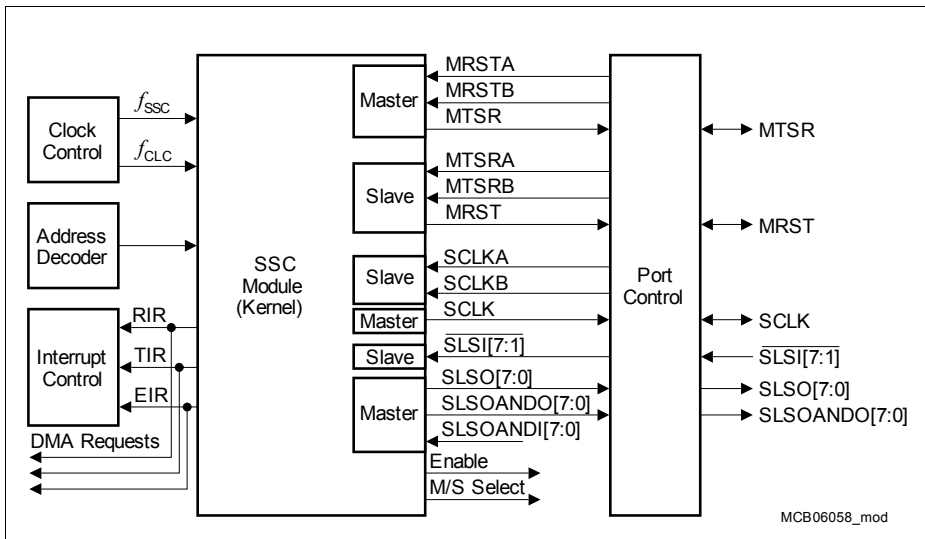 Clock
Control
fSSC
fCLC
Address
Decoder
Interrupt
Control
RIR
TIR
EIR
DMA Requests
SSC
Module
(Kernel)
Master
Slave
Slave
Master
Slave
Master
MRSTA
MRSTB
MTSR
MTSRA
MTSRB
MRST
SCLKA
SCLKB
SCLK
SLSI[7:1]
SLSO[7:0]
SLSOANDO[7:0]
SLSOANDI[7:0]
Enable
M/S Select
Port
Control
MTSR
MRST
SCLK
SLSI[7:1]
SLSO[7:0]
SLSOANDO[7:0]
MCB06058_mod